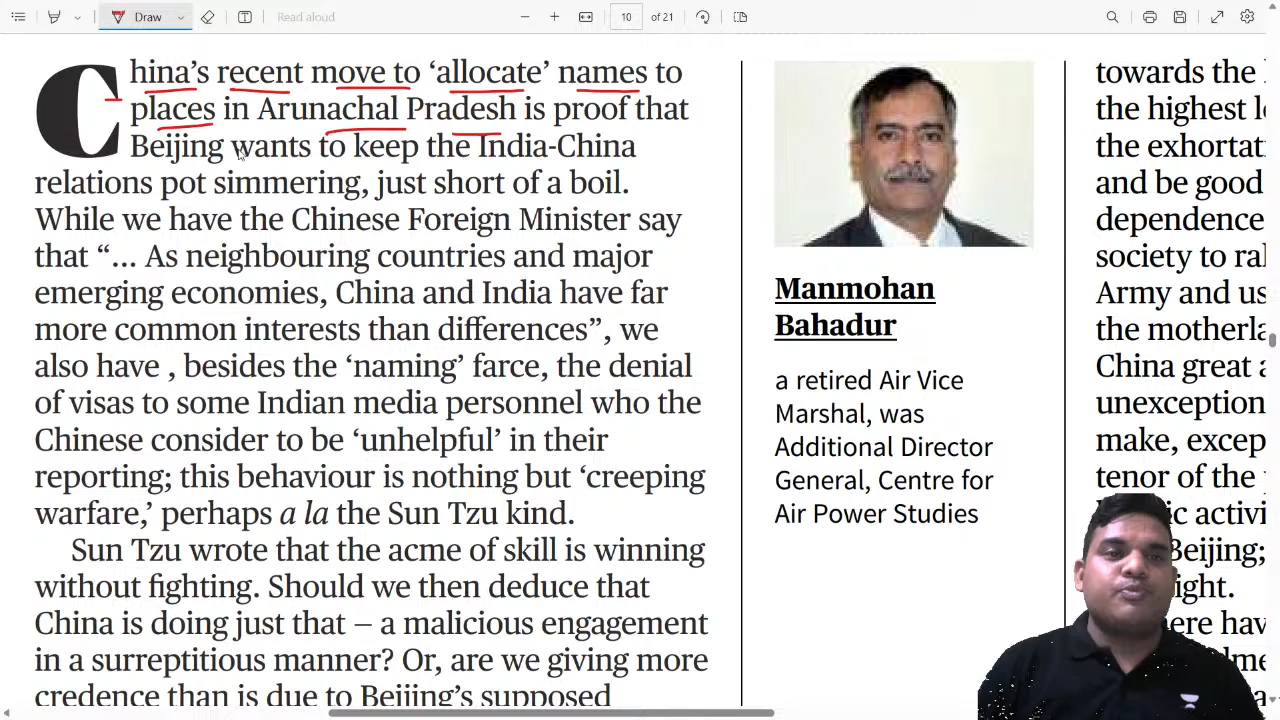 Draw
Read aloud
10
of 21
China's recent move to 'allocate' names to
places in Arunachal Pradesh is proof that
Beijing wants to keep the India-China
relations pot simmering, just short of a boil.
While we have the Chinese Foreign Minister say
that “... As neighbouring countries and major
emerging economies, China and India have far
more common interests than differences”, we
also have , besides the ‘naming’ farce, the denial
of visas to some Indian media personnel who the
Chinese consider to be ‘unhelpful’ in their
reporting; this behaviour is nothing but ‘creeping
warfare,’ perhaps a la the Sun Tzu kind.
Sun Tzu wrote that the acme of skill is winning
without fighting. Should we then deduce that
China is doing just that — a malicious engagement
in a surreptitious manner? Or, are we giving more
credence than is due to Beijing’s supposed
Manmohan
Bahadur
a retired Air Vice
Marshal, was
Additional Director
General, Centre for
Air Power Studies
towards the
the highest
the exhortat
and be good
dependence
society to ra
Army and us
the motherla
China great a
unexception
make, excep
tenor of the
ic activi
Beijing;
ight.
ere hav